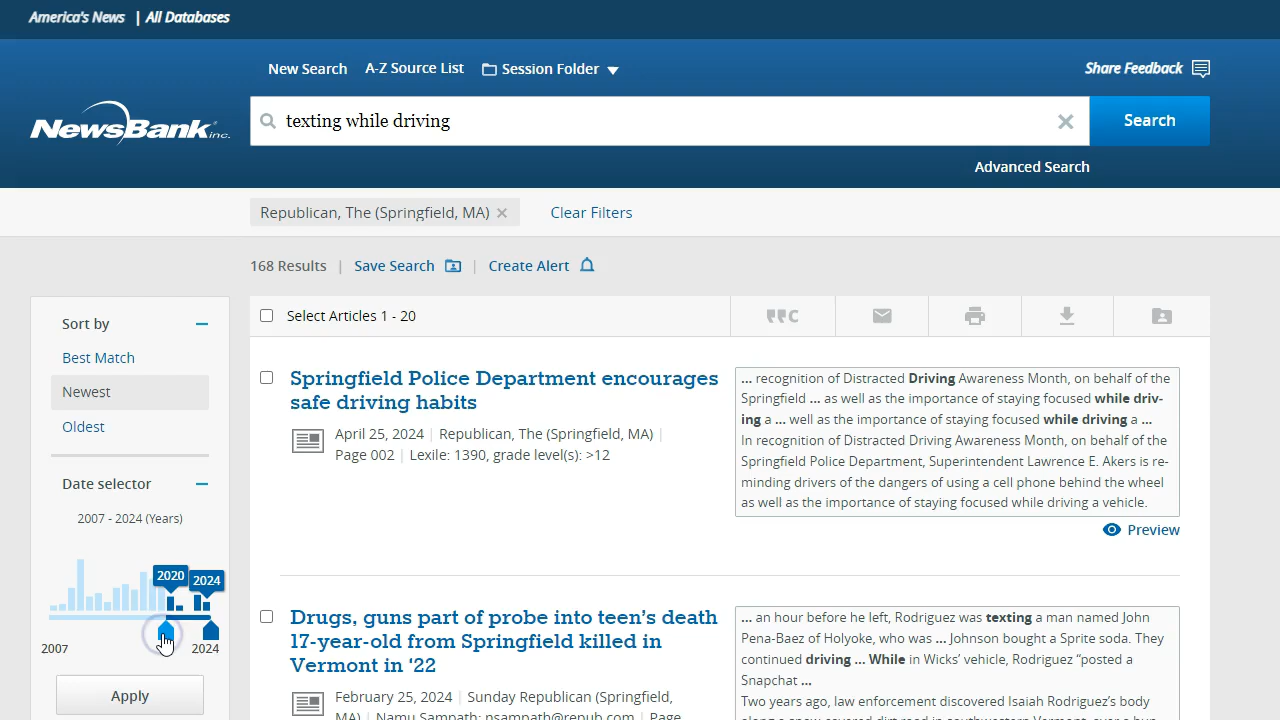 America's News | All Databases
New Search A-Z Source List Session Folder Share Feedback
NewsBank inc.
texting while driving Search
Advanced Search
Republican, The (Springfield, MA) Clear Filters
168 Results | Save Search | Create Alert
Sort by
Best Match
Newest
Oldest
Date selector
2007 - 2024 (Years)
2020 2024
2007 2024
Apply
Select Articles 1 - 20 C
Springfield Police Department encourages
safe driving habits
April 25, 2024 | Republican, The (Springfield, MA) |
Page 002 | Lexile: 1390, grade level(s): >12
... recognition of Distracted Driving Awareness Month, on behalf of the
Springfield ... as well as the importance of staying focused while driv-
ing a ... well as the importance of staying focused while driving a ...
In recognition of Distracted Driving Awareness Month, on behalf of the
Springfield Police Department, Superintendent Lawrence E. Akers is re-
minding drivers of the dangers of using a cell phone behind the wheel
as well as the importance of staying focused while driving a vehicle.
Preview
Drugs, guns part of probe into teen's death
17-year-old from Springfield killed in
Vermont in '22
February 25, 2024 | Sunday Republican (Springfield,
MA) | Namu Sampath; nsampath@repub.com | Page
... an hour before he left, Rodriguez was texting a man named John
Pena-Baez of Holyoke, who was ... Johnson bought a Sprite soda. They
continued driving ... While in Wicks' vehicle, Rodriguez "posted a
Snapchat ...
Two years ago, law enforcement discovered Isaiah Rodriguez's body